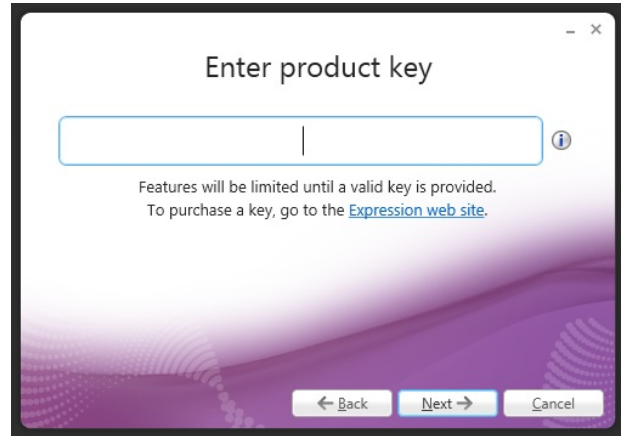 Enter product key
Features will be limited until a valid key is provided.
To purchase a key, go to the Expression web site.
← Back
Next →
Cancel